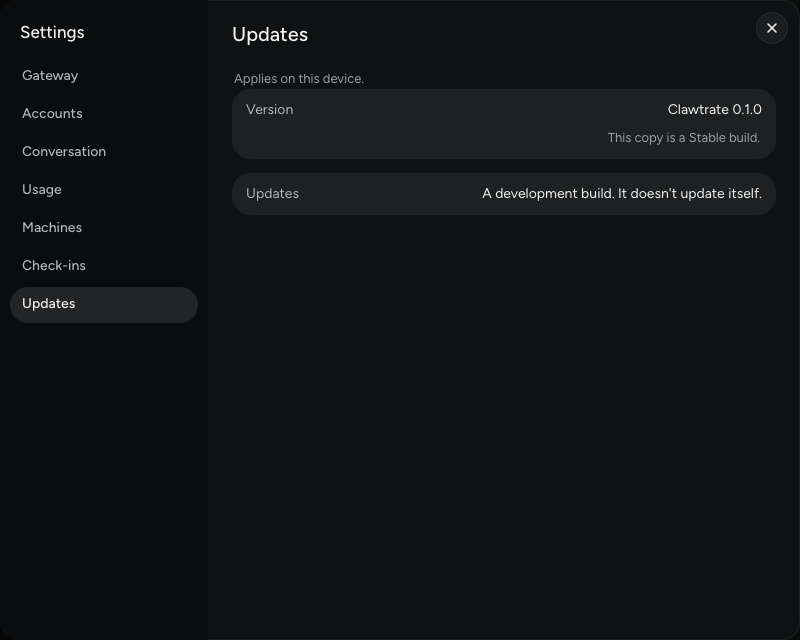 Settings
Gateway
Accounts
Conversation
Usage
Machines
Check-ins
Updates
Updates
Applies on this device.
Version
Clawtrate 0.1.0
This copy is a Stable build.
Updates
A development build. It doesn't update itself.